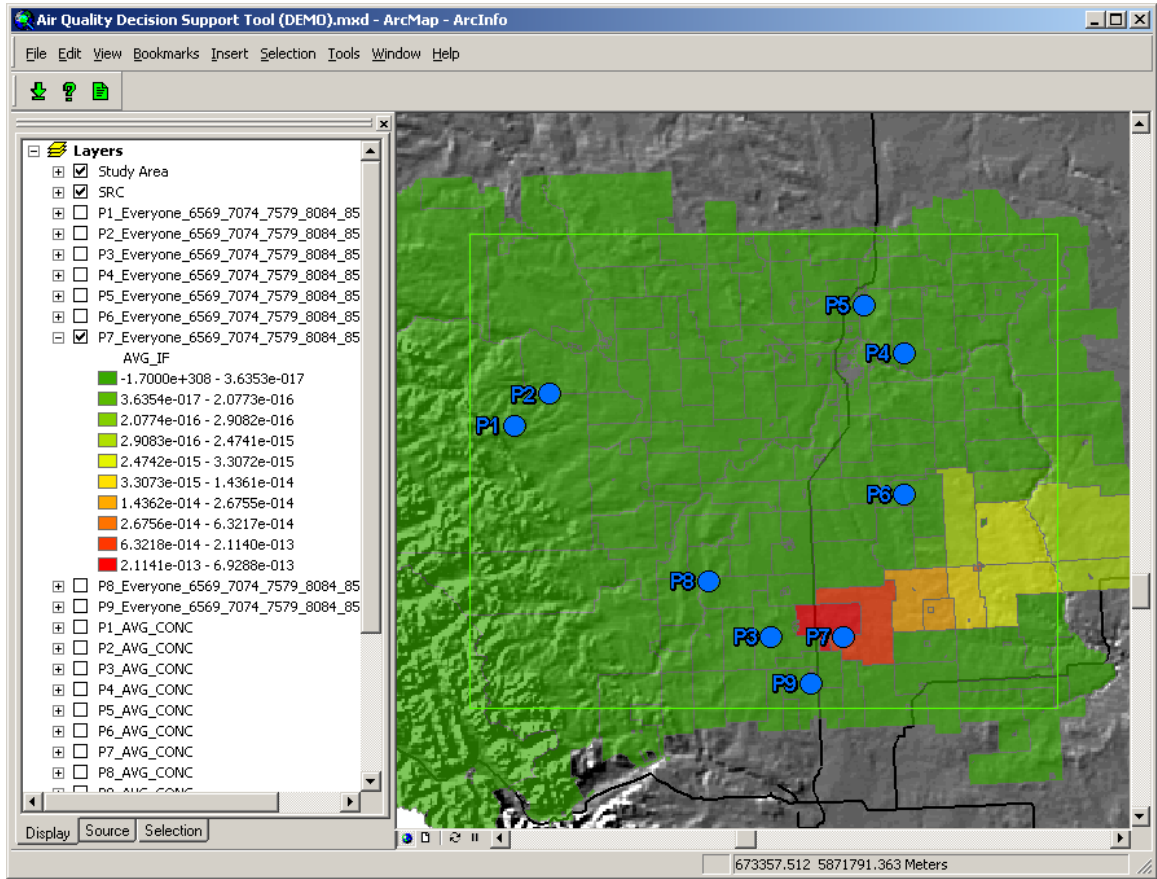 Air Quality Decision Support Tool (DEMO).mxd - ArcMap - ArcInfo
File Edit View Bookmarks Insert Selection Tools Window Help
Layers
Study Area
SRC
P1_Everyone_6569_7074_7579_8084_85
P2_Everyone_6569_7074_7579_8084_85
P3_Everyone_6569_7074_7579_8084_85
P4_Everyone_6569_7074_7579_8084_85
P5_Everyone_6569_7074_7579_8084_85
P6_Everyone_6569_7074_7579_8084_85
P7_Everyone_6569_7074_7579_8084_85
AVG_IF
-1.7000e+308 - 3.6353e-017
3.6354e-017 - 2.0773e-016
2.0774e-016 - 2.9082e-016
2.9083e-016 - 2.4741e-015
2.4742e-015 - 3.3072e-015
3.3073e-015 - 1.4361e-014
1.4362e-014 - 2.6755e-014
2.6756e-014 - 6.3217e-014
6.3218e-014 - 2.1140e-013
2.1141e-013 - 6.9288e-013
P8_Everyone_6569_7074_7579_8084_85
P9_Everyone_6569_7074_7579_8084_85
P1_AVG_CONC
P2_AVG_CONC
P3_AVG_CONC
P4_AVG_CONC
P5_AVG_CONC
P6_AVG_CONC
P7_AVG_CONC
P8_AVG_CONC
P9_AVG_CONC
Display Source Selection
P5
P4
P2
P1
P6
P8
P3
P7
P9
673357.512 5871791.363 Meters